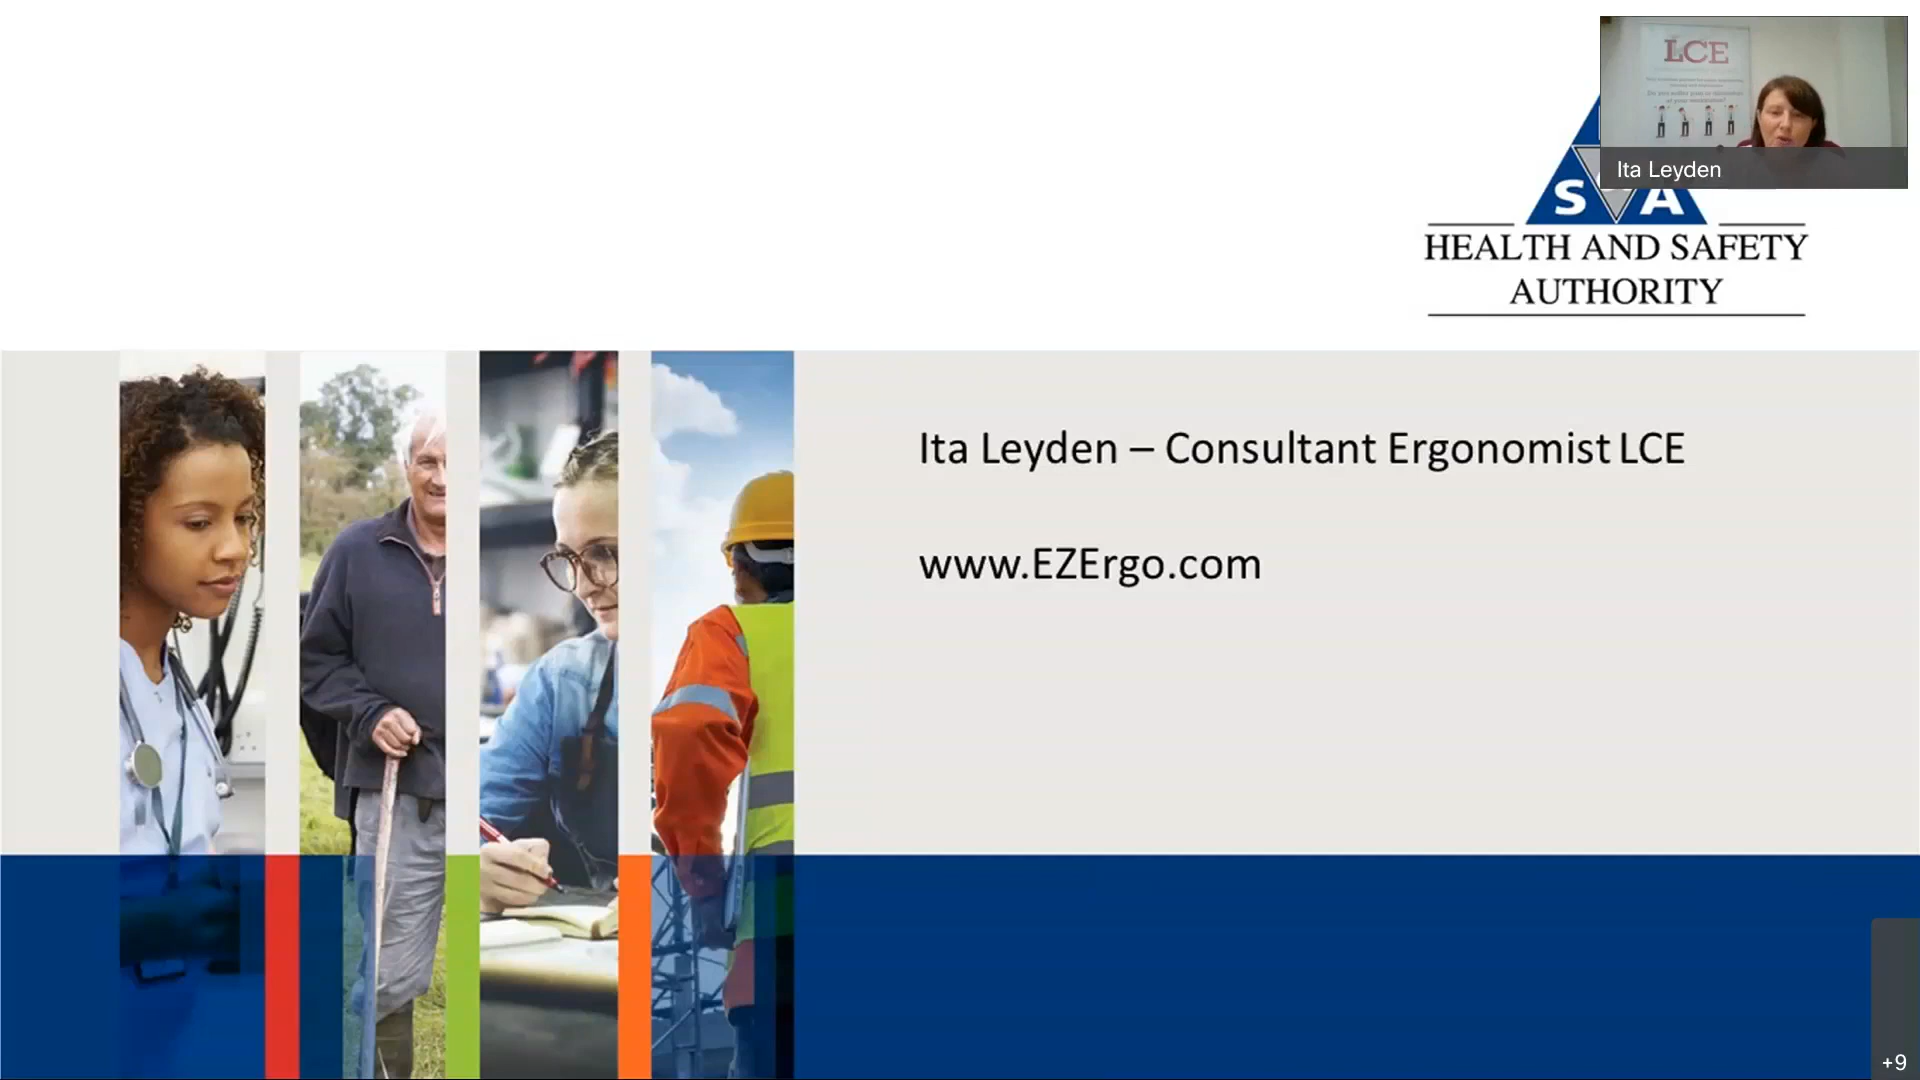 LCE
Ita Leyden
S A
HEALTH AND SAFETY
AUTHORITY
Ita Leyden – Consultant Ergonomist LCE
www.EZErgo.com
+9